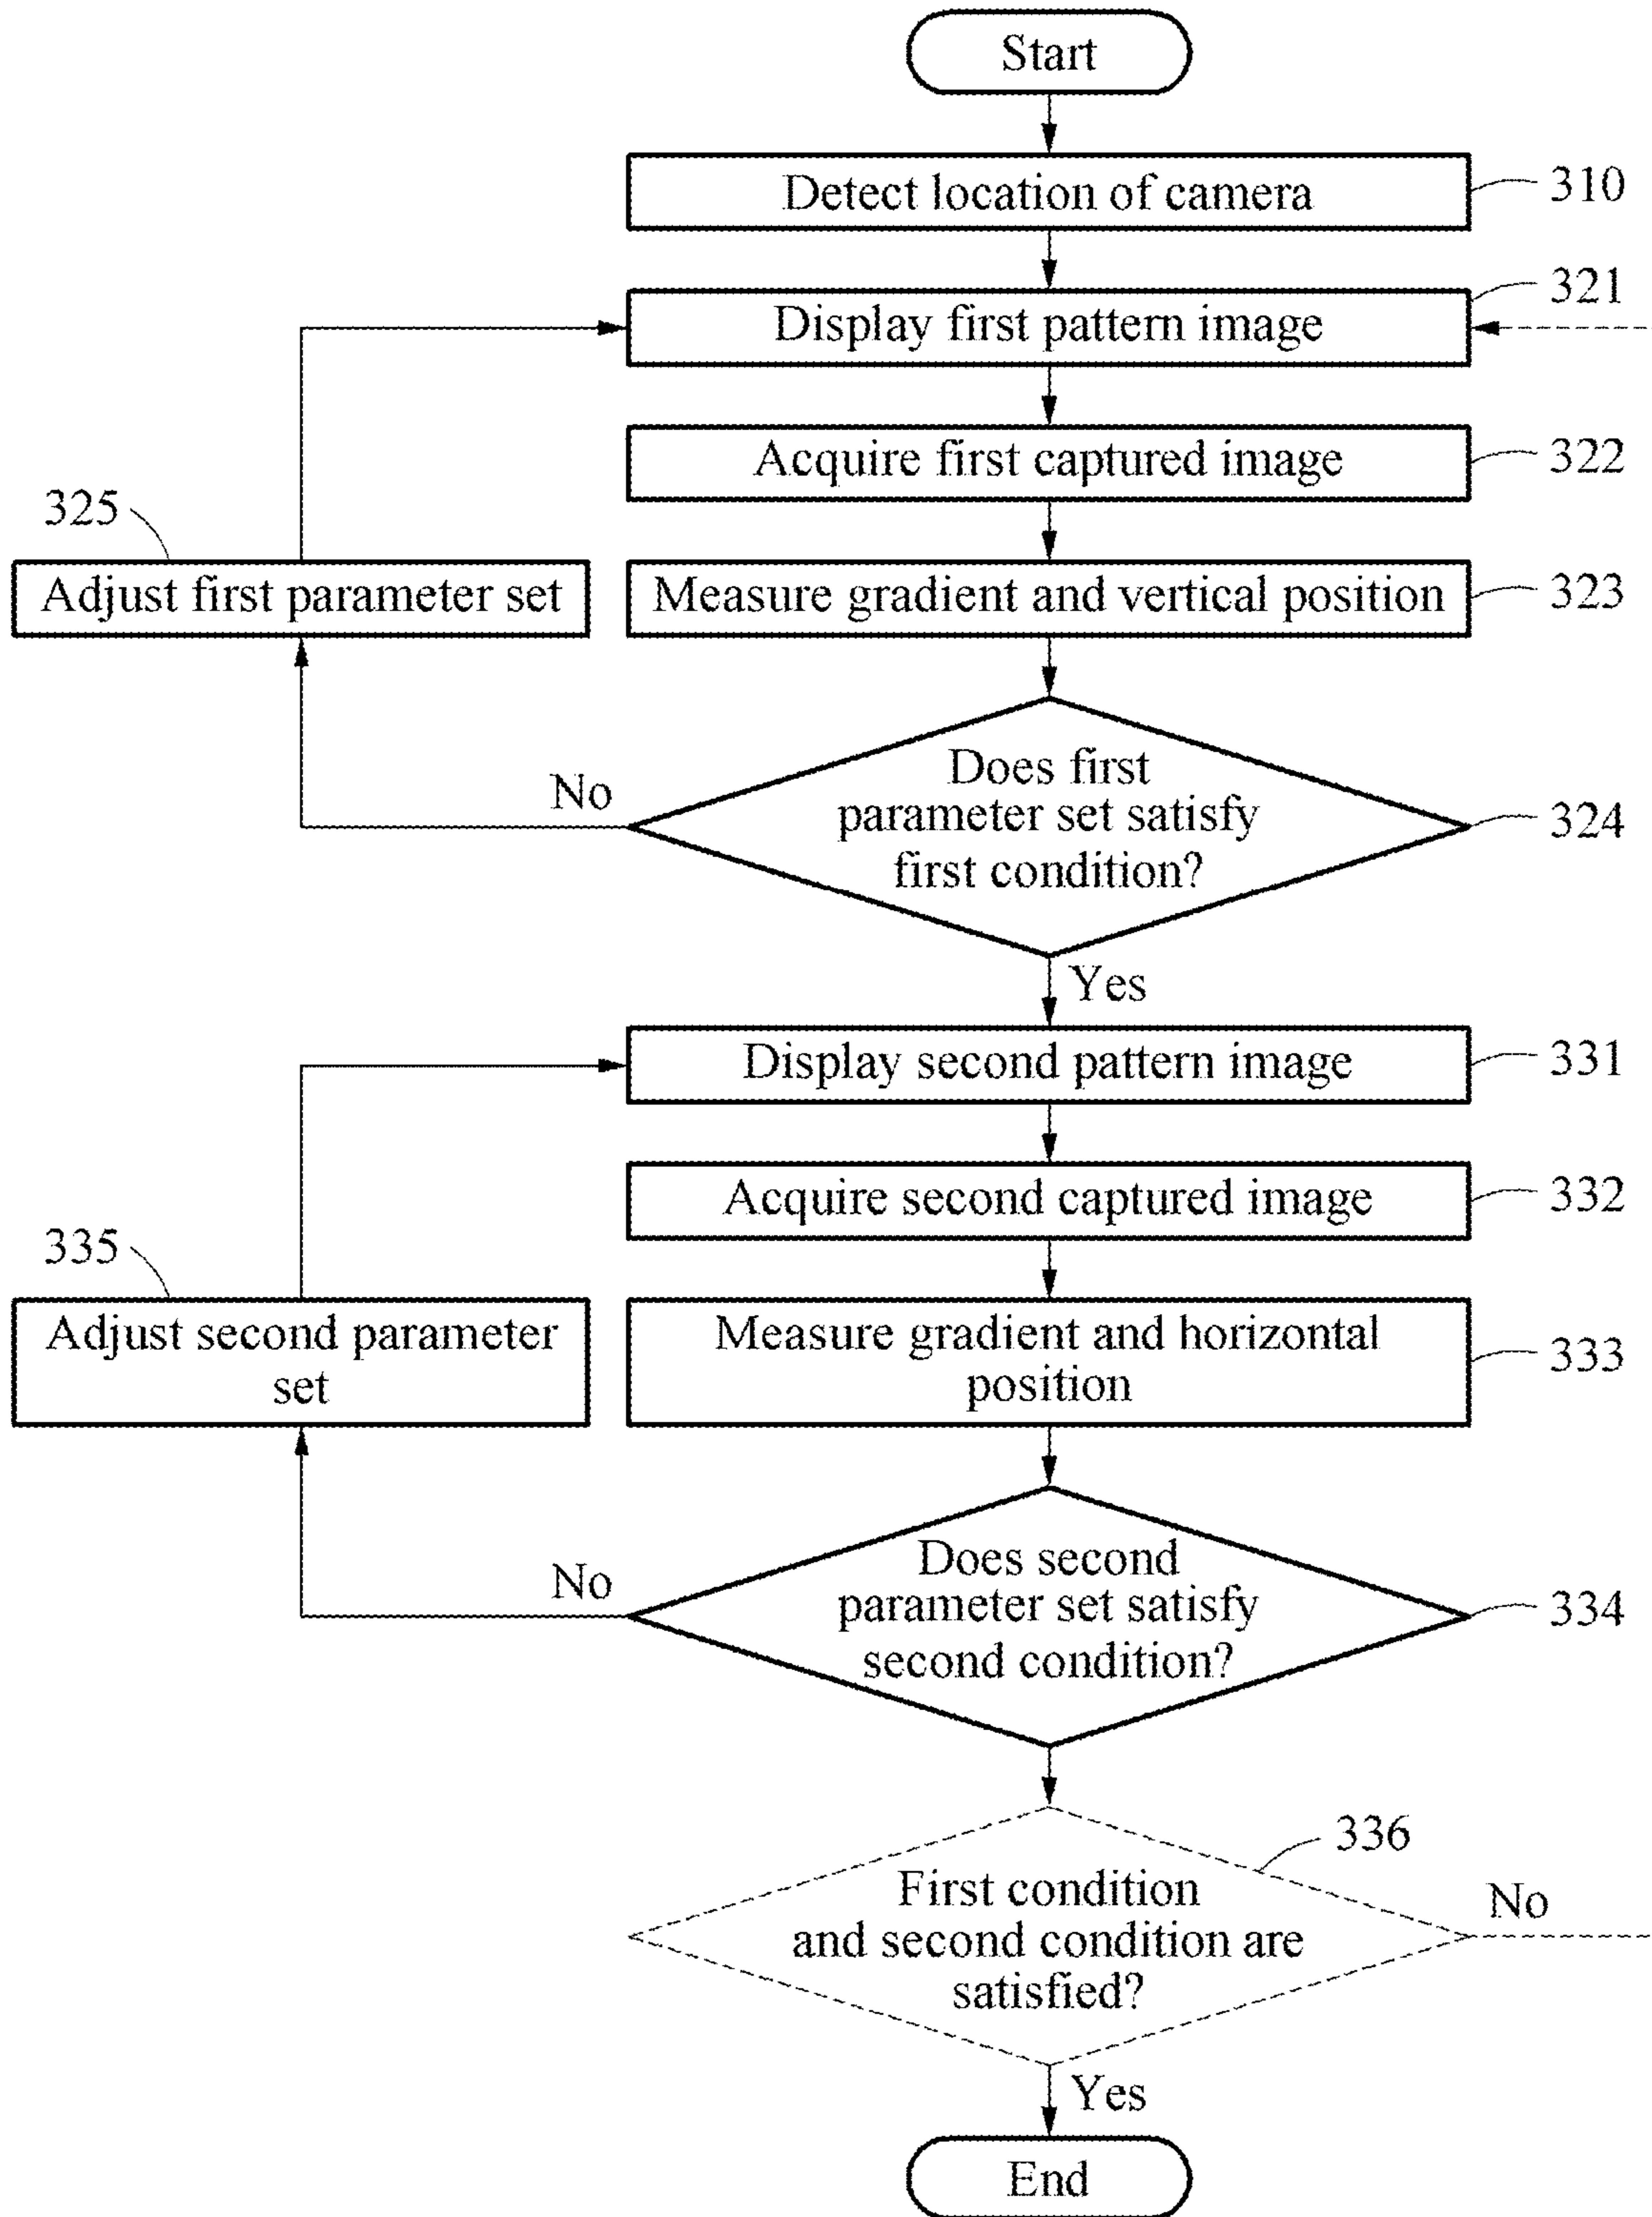 Start
Detect location of camera
310
321
Display first pattern image
Acquire first captured image
322
325
Adjust first parameter set
Measure gradient and vertical position
323
No
Does first
parameter set satisfy
first condition?
324
Yes
Display second pattern image
331
Acquire second captured image
332
335
Adjust second parameter
set
Measure gradient and horizontal
position
333
No
Does second
parameter set satisfy
second condition?
334
336
First condition
and second condition are
satisfied?
No
Yes
End